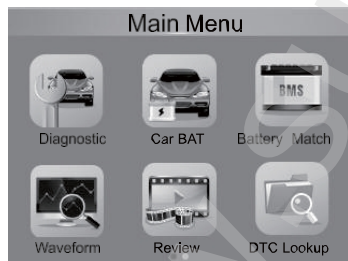 Main Menu
BMS
Diagnostic Car BAT Battery Match
Waveform Review DTC Lookup